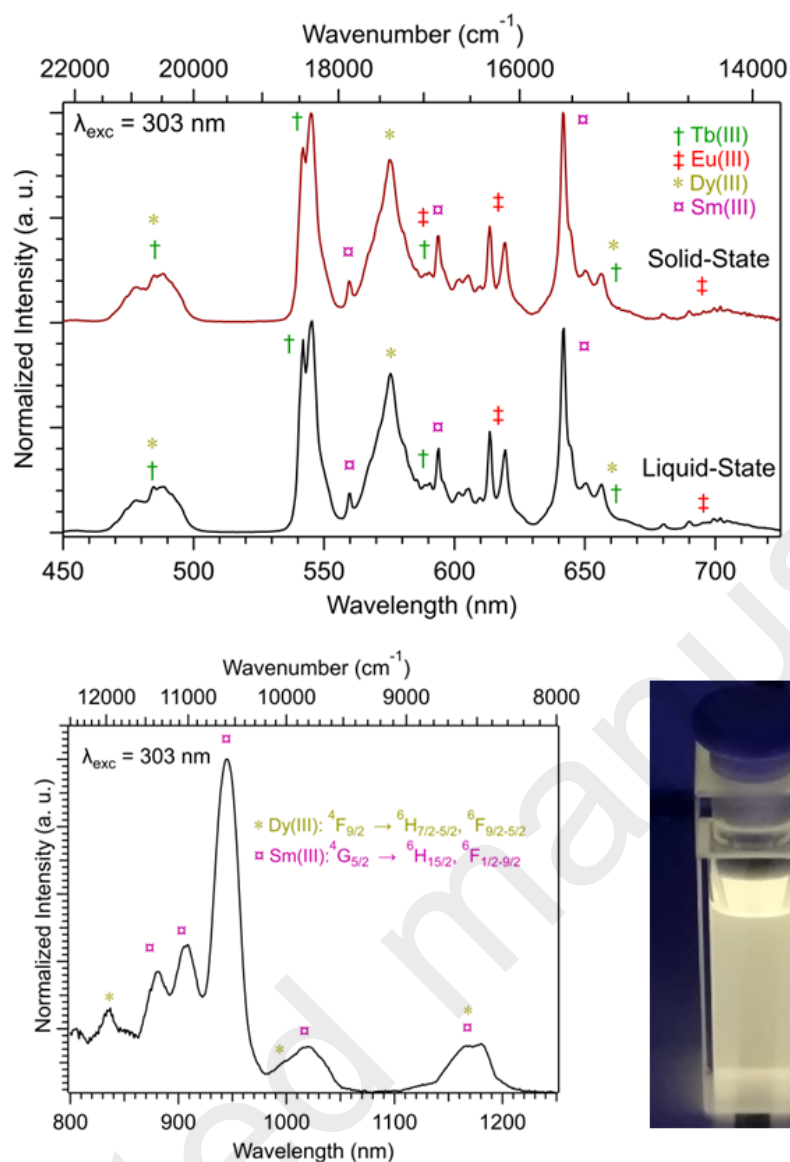 Wavenumber (cm⁻¹)
22000 20000 18000 16000 14000
λexc = 303 nm
† Tb(III)
‡ Eu(III)
* Dy(III)
¤ Sm(III)
* † † ¤ * ‡ † ¤ ‡ ¤ * † ‡
Solid-State
* † † ¤ * † ¤ ‡ ¤ * † ‡
Liquid-State
Normalized Intensity (a. u.)
450 500 550 600 650 700
Wavelength (nm)
Wavenumber (cm⁻¹)
12000 11000 10000 9000 8000
λexc = 303 nm
* Dy(III): ⁴F9/2 → ⁶H7/2-5/2, ⁶F9/2-5/2
¤ Sm(III): ⁴G5/2 → ⁶H15/2, ⁶F1/2-9/2
* ¤ ¤ ¤ * ¤ * ¤
Normalized Intensity (a. u.)
800 900 1000 1100 1200
Wavelength (nm)